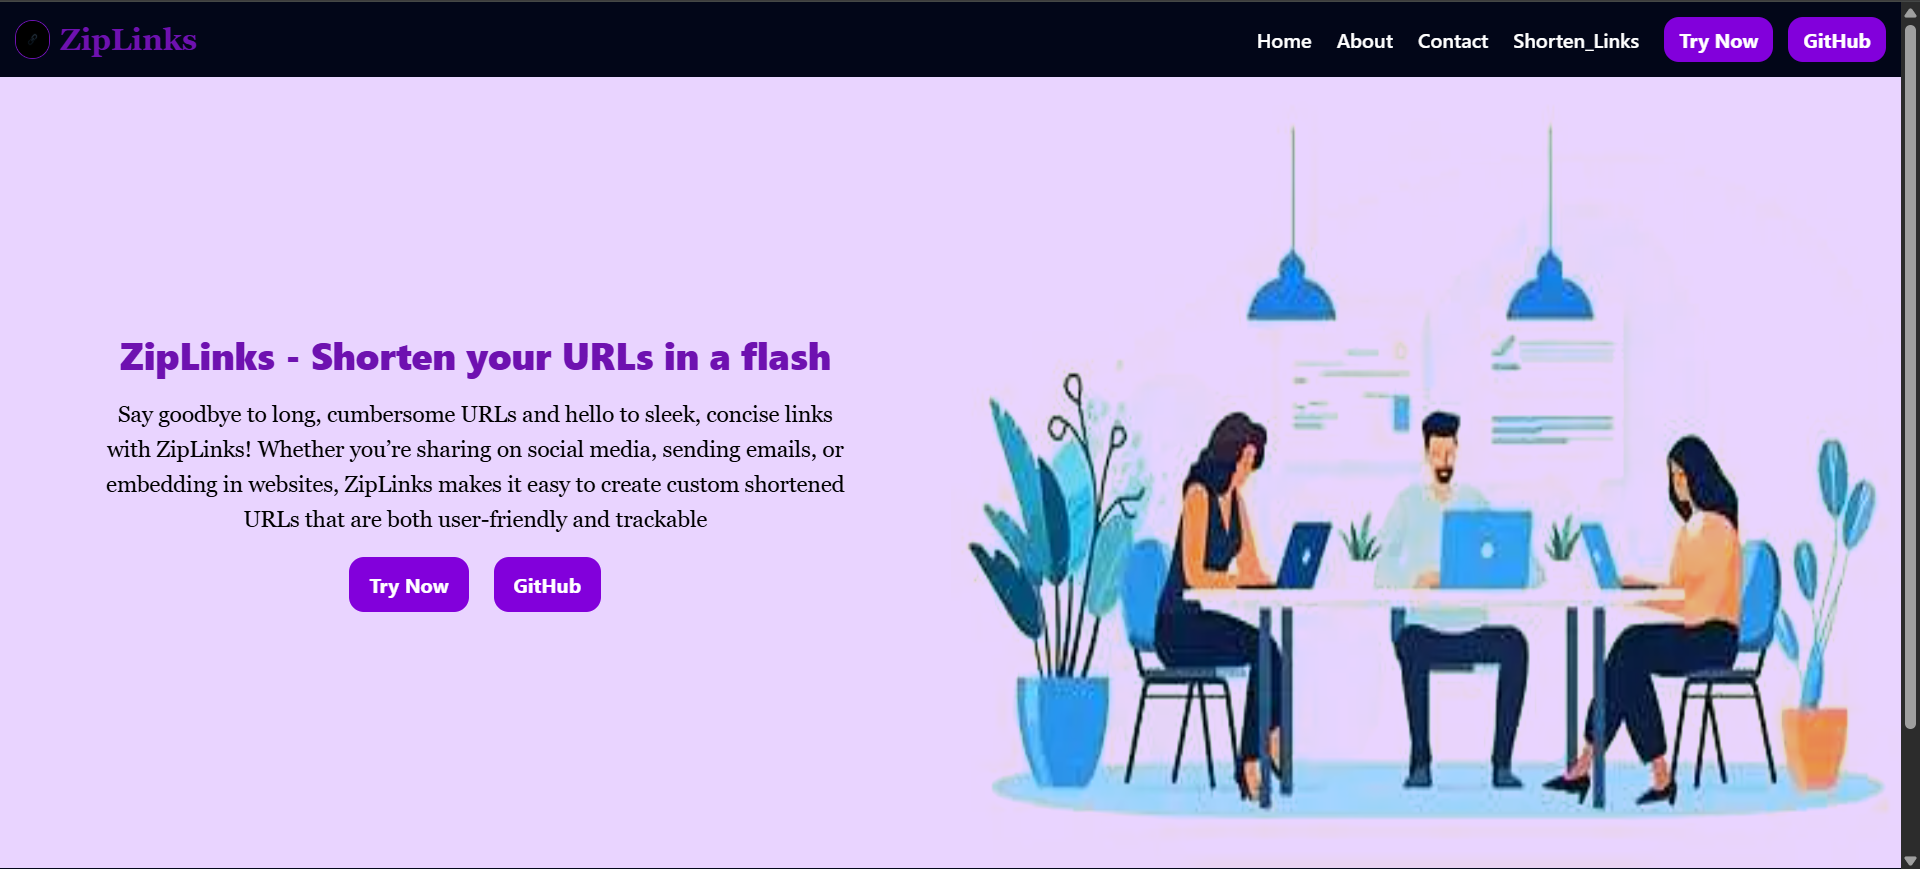 ZipLinks
Home About Contact Shorten_Links Try Now GitHub
ZipLinks - Shorten your URLs in a flash
Say goodbye to long, cumbersome URLs and hello to sleek, concise links
with ZipLinks! Whether you’re sharing on social media, sending emails, or
embedding in websites, ZipLinks makes it easy to create custom shortened
URLs that are both user-friendly and trackable
Try Now GitHub